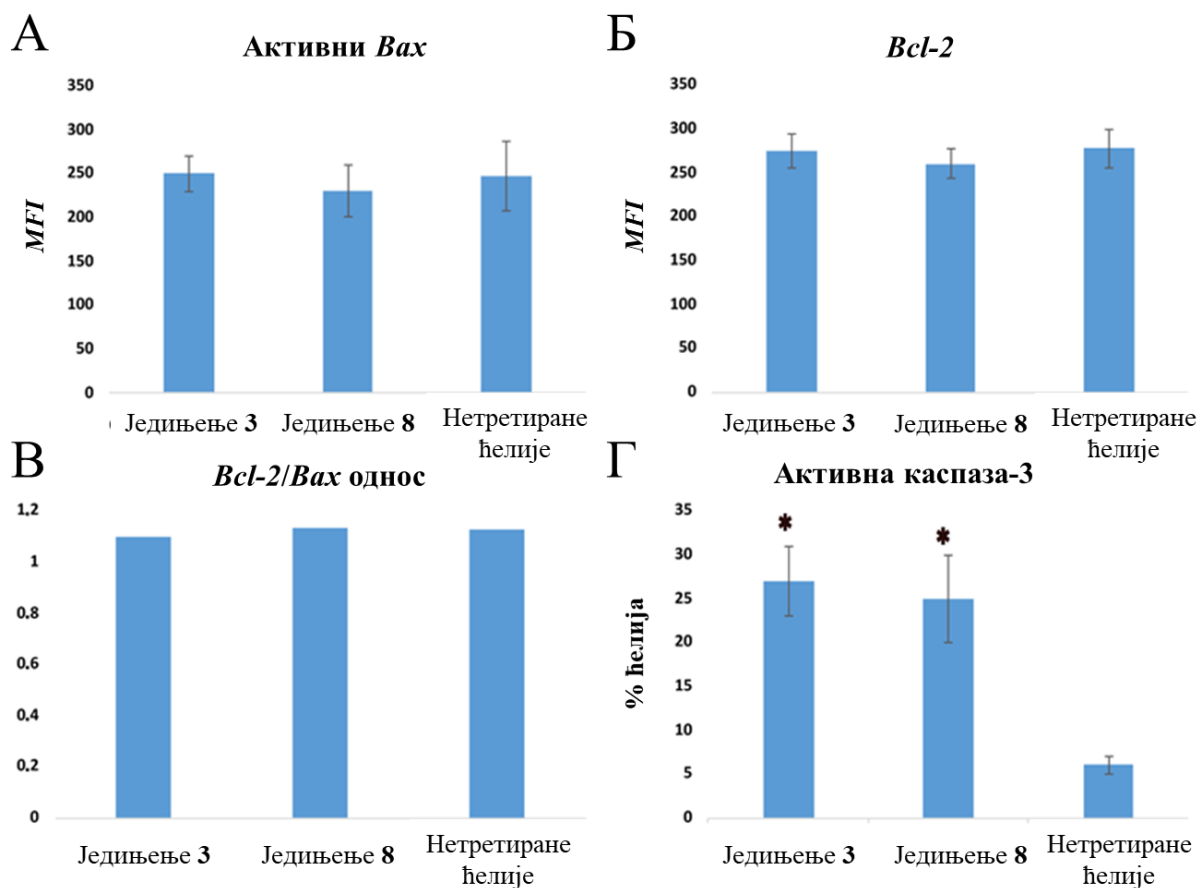 А
Активни Bax
350
300
250
200
150
100
50
0
MFI
Једињење 3
Једињење 8
Нетретиране
ћелије
Б
Bcl-2
350
300
250
200
150
100
50
0
MFI
Једињење 3
Једињење 8
Нетретиране
ћелије
В
Bcl-2/Bax однос
1,2
1
0,8
0,6
0,4
0,2
0
Једињење 3
Једињење 8
Нетретиране
ћелије
Г
Активна каспаза-3
35
30
25
20
15
10
5
0
% ћелија
*
*
Једињење 3
Једињење 8
Нетретиране
ћелије